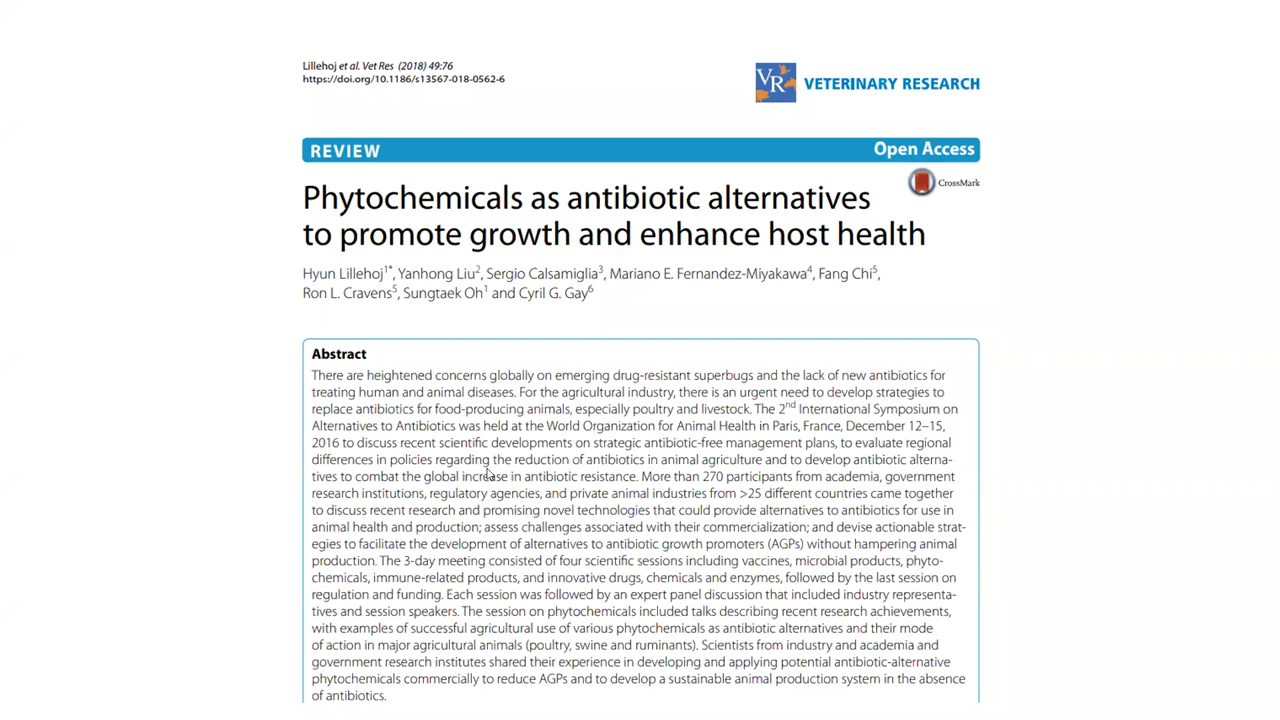 Lillehoj et al. Vet Res (2018) 49:76
https://doi.org/10.1186/s13567-018-0562-6
VR VETERINARY RESEARCH
REVIEW Open Access
CrossMark
Phytochemicals as antibiotic alternatives
to promote growth and enhance host health
Hyun Lillehoj1*, Yanhong Liu2, Sergio Calsamiglia3, Mariano E. Fernandez-Miyakawa4, Fang Chi5,
Ron L. Cravens5, Sungtaek Oh1 and Cyril G. Gay6
Abstract
There are heightened concerns globally on emerging drug-resistant superbugs and the lack of new antibiotics for
treating human and animal diseases. For the agricultural industry, there is an urgent need to develop strategies to
replace antibiotics for food-producing animals, especially poultry and livestock. The 2nd International Symposium on
Alternatives to Antibiotics was held at the World Organization for Animal Health in Paris, France, December 12–15,
2016 to discuss recent scientific developments on strategic antibiotic-free management plans, to evaluate regional
differences in policies regarding the reduction of antibiotics in animal agriculture and to develop antibiotic alterna-
tives to combat the global increase in antibiotic resistance. More than 270 participants from academia, government
research institutions, regulatory agencies, and private animal industries from >25 different countries came together
to discuss recent research and promising novel technologies that could provide alternatives to antibiotics for use in
animal health and production; assess challenges associated with their commercialization; and devise actionable strat-
egies to facilitate the development of alternatives to antibiotic growth promoters (AGPs) without hampering animal
production. The 3-day meeting consisted of four scientific sessions including vaccines, microbial products, phyto-
chemicals, immune-related products, and innovative drugs, chemicals and enzymes, followed by the last session on
regulation and funding. Each session was followed by an expert panel discussion that included industry representa-
tives and session speakers. The session on phytochemicals included talks describing recent research achievements,
with examples of successful agricultural use of various phytochemicals as antibiotic alternatives and their mode
of action in major agricultural animals (poultry, swine and ruminants). Scientists from industry and academia and
government research institutes shared their experience in developing and applying potential antibiotic-alternative
phytochemicals commercially to reduce AGPs and to develop a sustainable animal production system in the absence
of antibiotics.